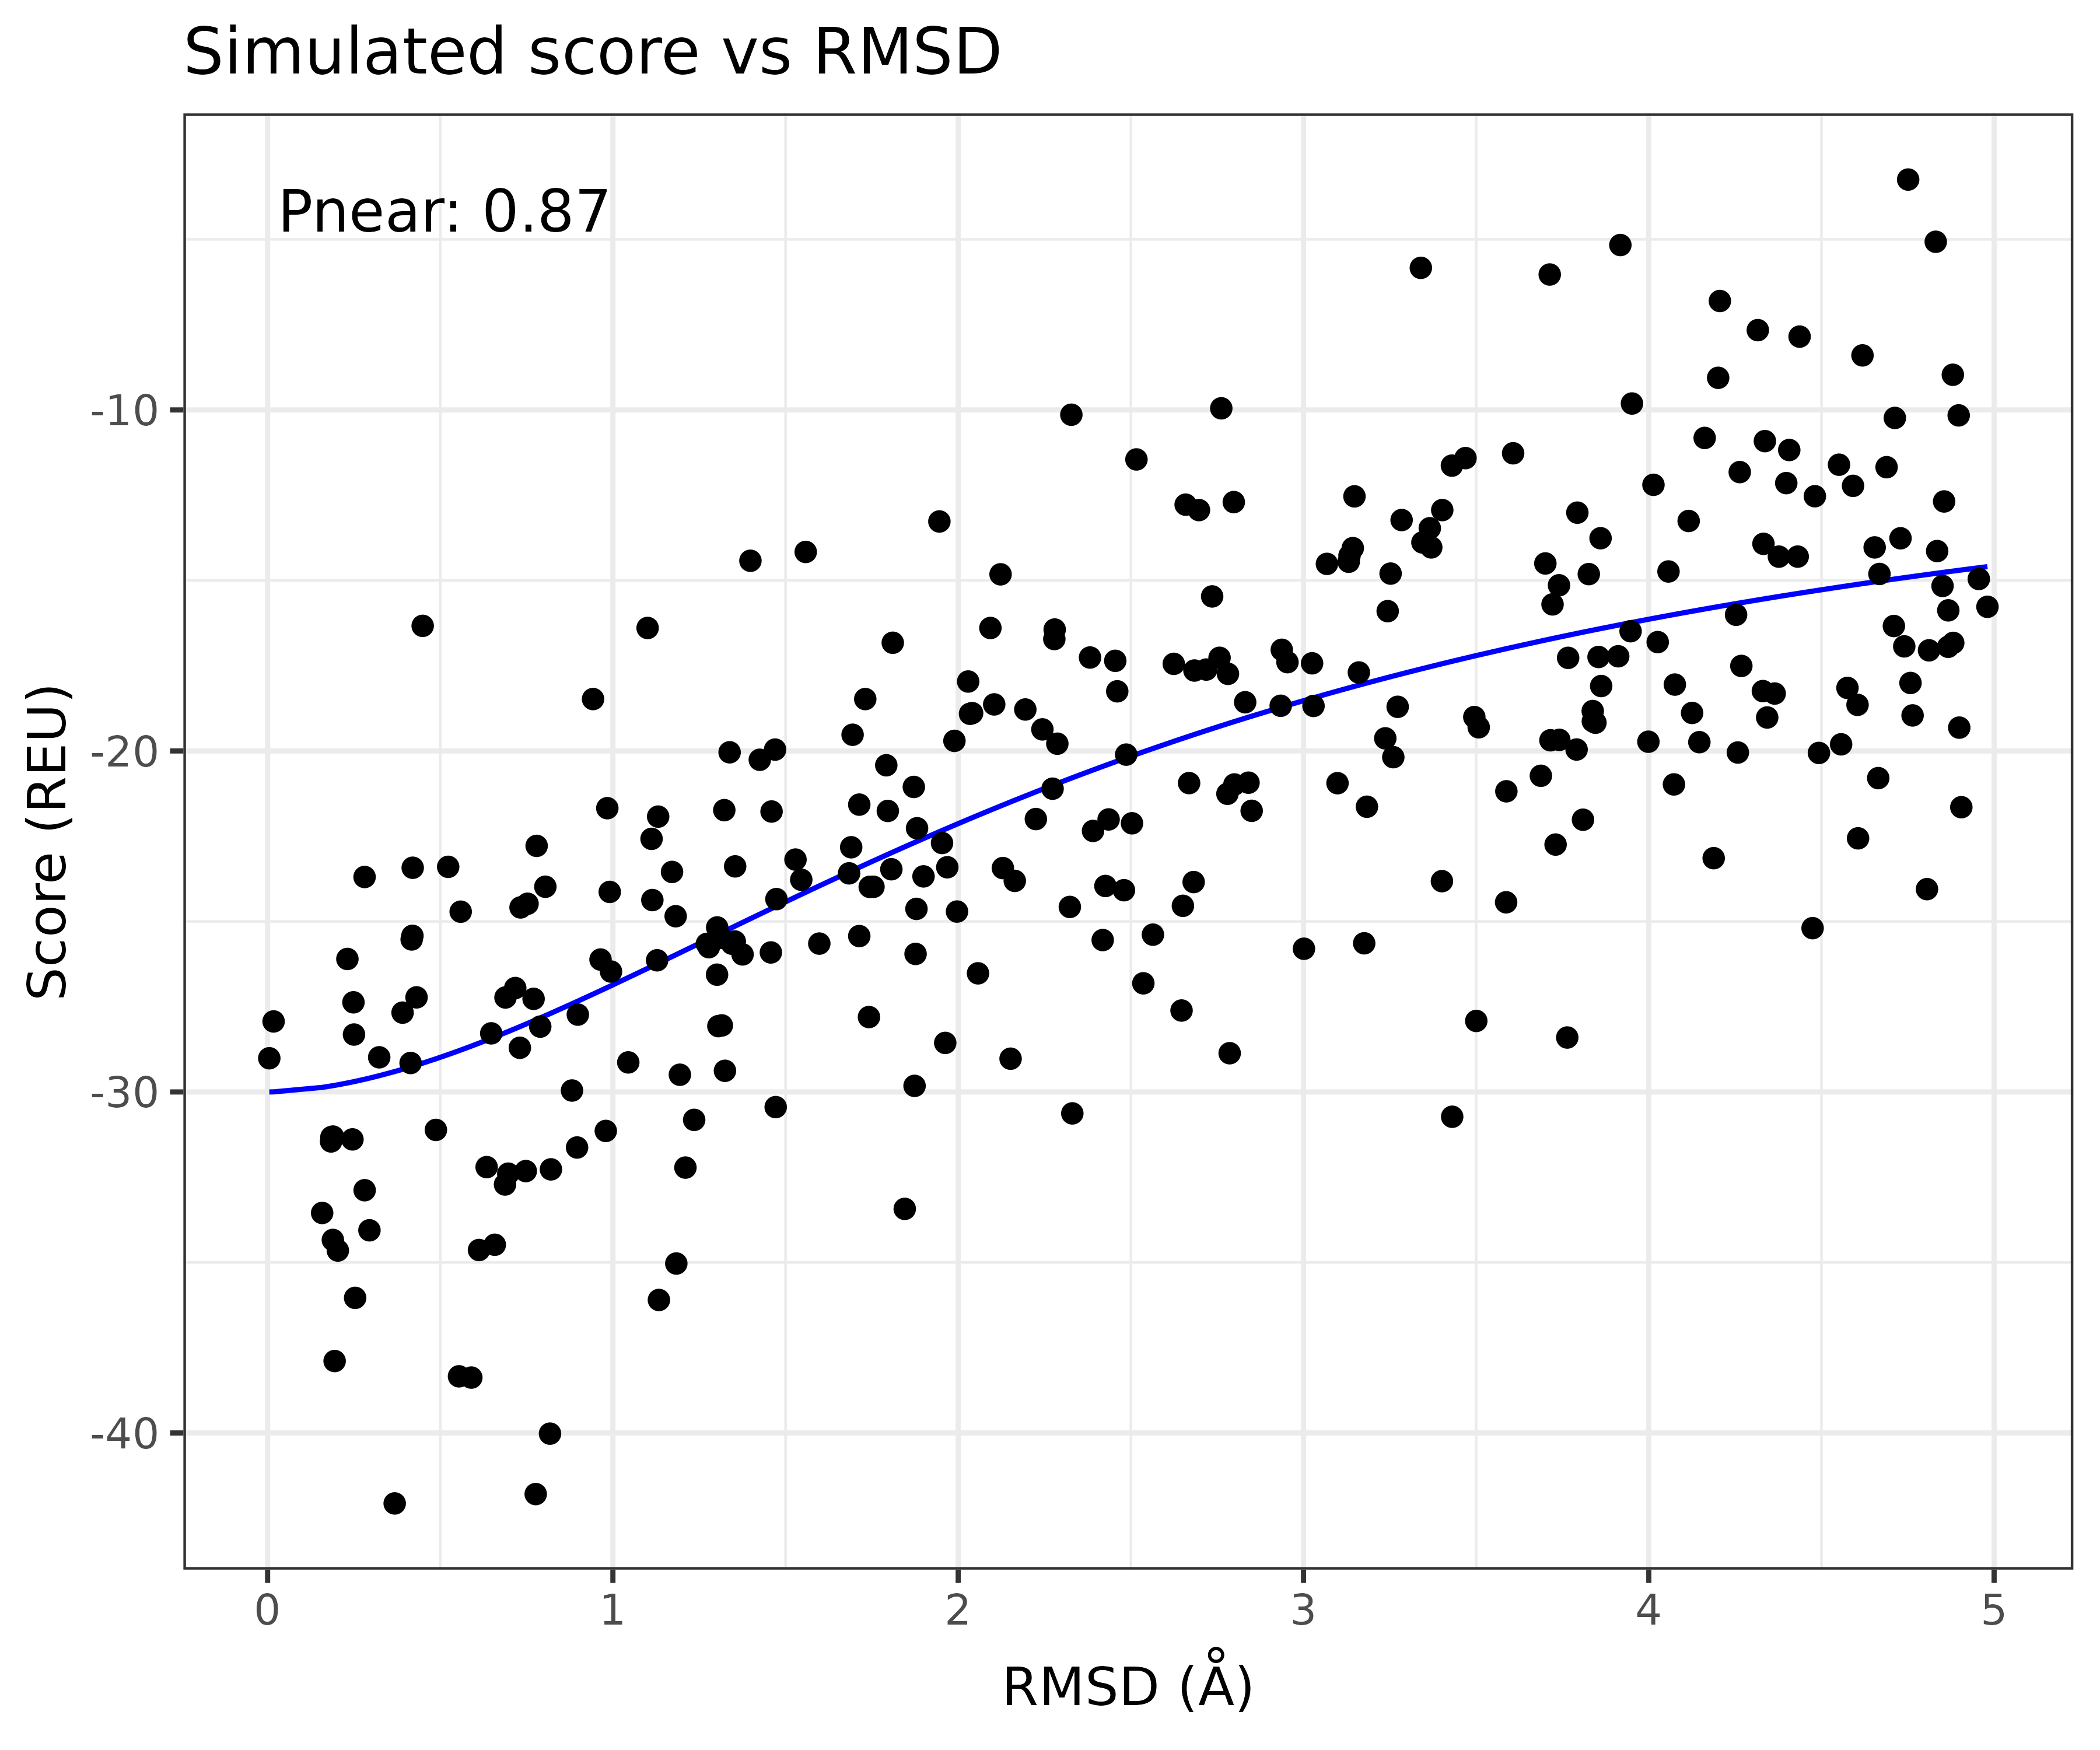 Simulated score vs RMSD
Pnear: 0.87
Score (REU)
-10
-20
-30
-40
0 1 2 3 4 5
RMSD (Å)